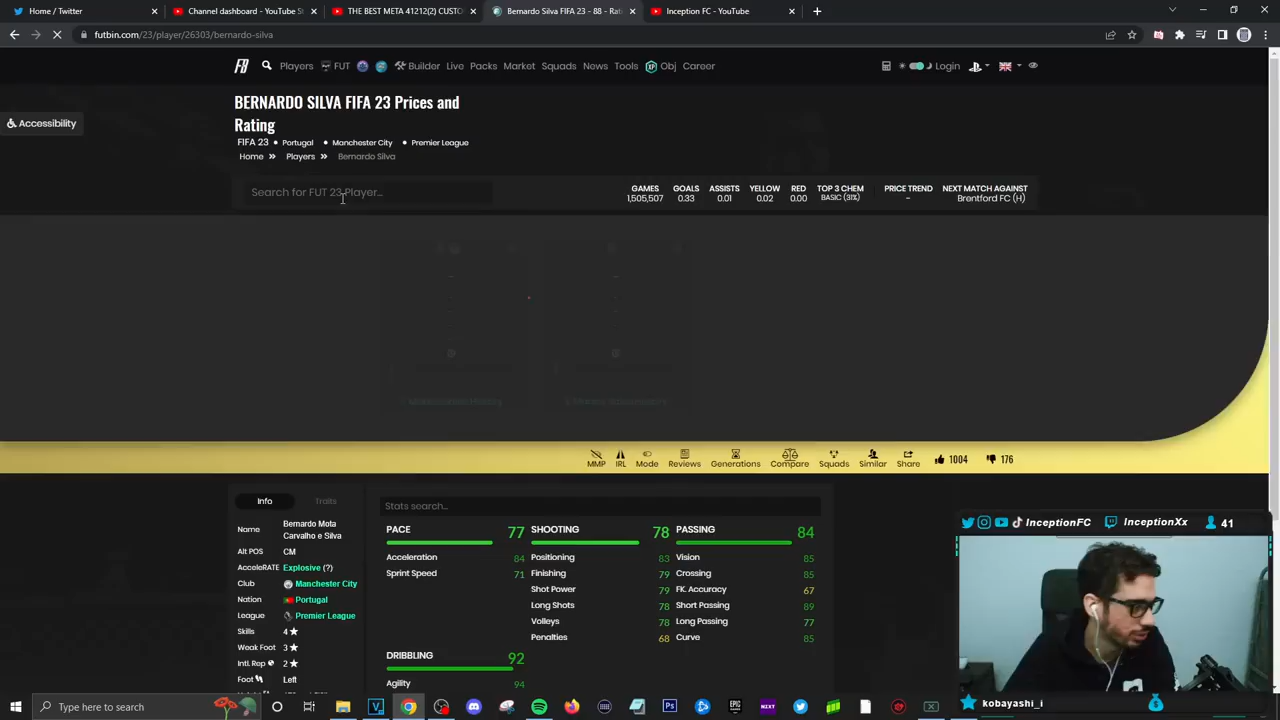 Home / Twitter
Channel dashboard - YouTube St
THE BEST META 41212(2) CUSTO
Bernardo Silva FIFA 23 - 88 - Rat
Inception FC - YouTube
futbin.com/23/player/26303/bernardo-silva
Players FUT Builder Live Packs Market Squads News Tools Obj Career
Login
BERNARDO SILVA FIFA 23 Prices and
Rating
Accessibility
FIFA 23 Portugal Manchester City Premier League
Home Players Bernardo Silva
Search for FUT 23 Player...
GAMES GOALS ASSISTS YELLOW RED TOP 3 CHEM PRICE TREND NEXT MATCH AGAINST
1,505,507 0.33 0.01 0.02 0.00 BASIC (31%) - Brentford FC (H)
MMP IRL Mode Reviews Generations Compare Squads Similar Share 1004 176
Info Traits
Stats search...
Name Bernardo Mota
Carvalho e Silva
Alt POS CM
AcceleRATE Explosive (?)
Club Manchester City
Nation Portugal
League Premier League
Skills 4
Weak Foot 3
Intl. Rep 2
Foot Left
PACE 77
Acceleration 84
Sprint Speed 71
SHOOTING 78
Positioning 83
Finishing 79
Shot Power 79
Long Shots 78
Volleys 78
Penalties 68
PASSING 84
Vision 85
Crossing 85
FK. Accuracy 67
Short Passing 89
Long Passing 77
Curve 85
DRIBBLING 92
Agility 94
InceptionFC InceptionXx 41
kobayashi_i
Type here to search